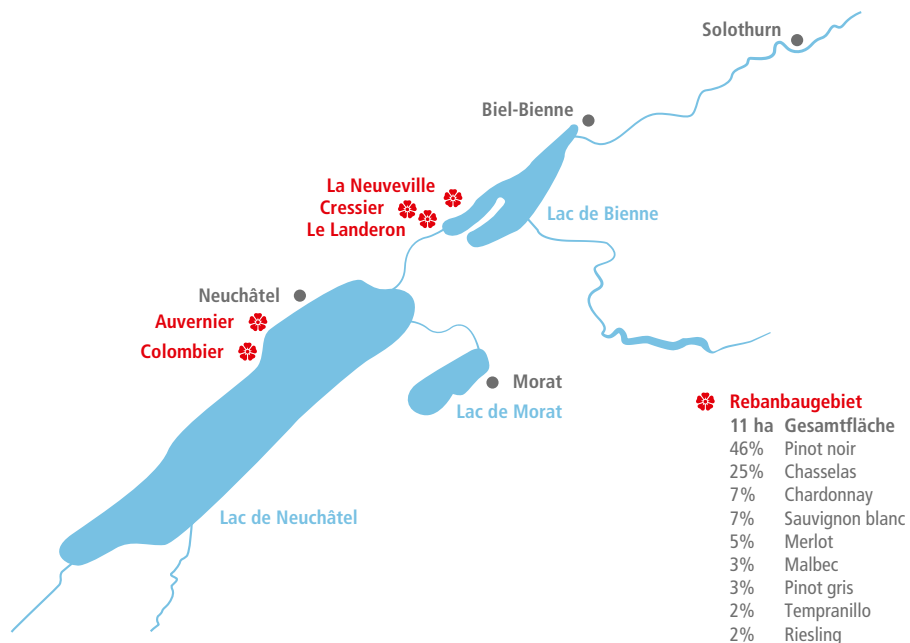 Solothurn
Biel-Bienne
La Neuveville
Cressier
Le Landeron
Lac de Bienne
Neuchâtel
Auvernier
Colombier
Morat
Lac de Morat
Lac de Neuchâtel
Rebanbaugebiet
11 ha Gesamtfläche
46% Pinot noir
25% Chasselas
7% Chardonnay
7% Sauvignon blanc
5% Merlot
3% Malbec
3% Pinot gris
2% Tempranillo
2% Riesling